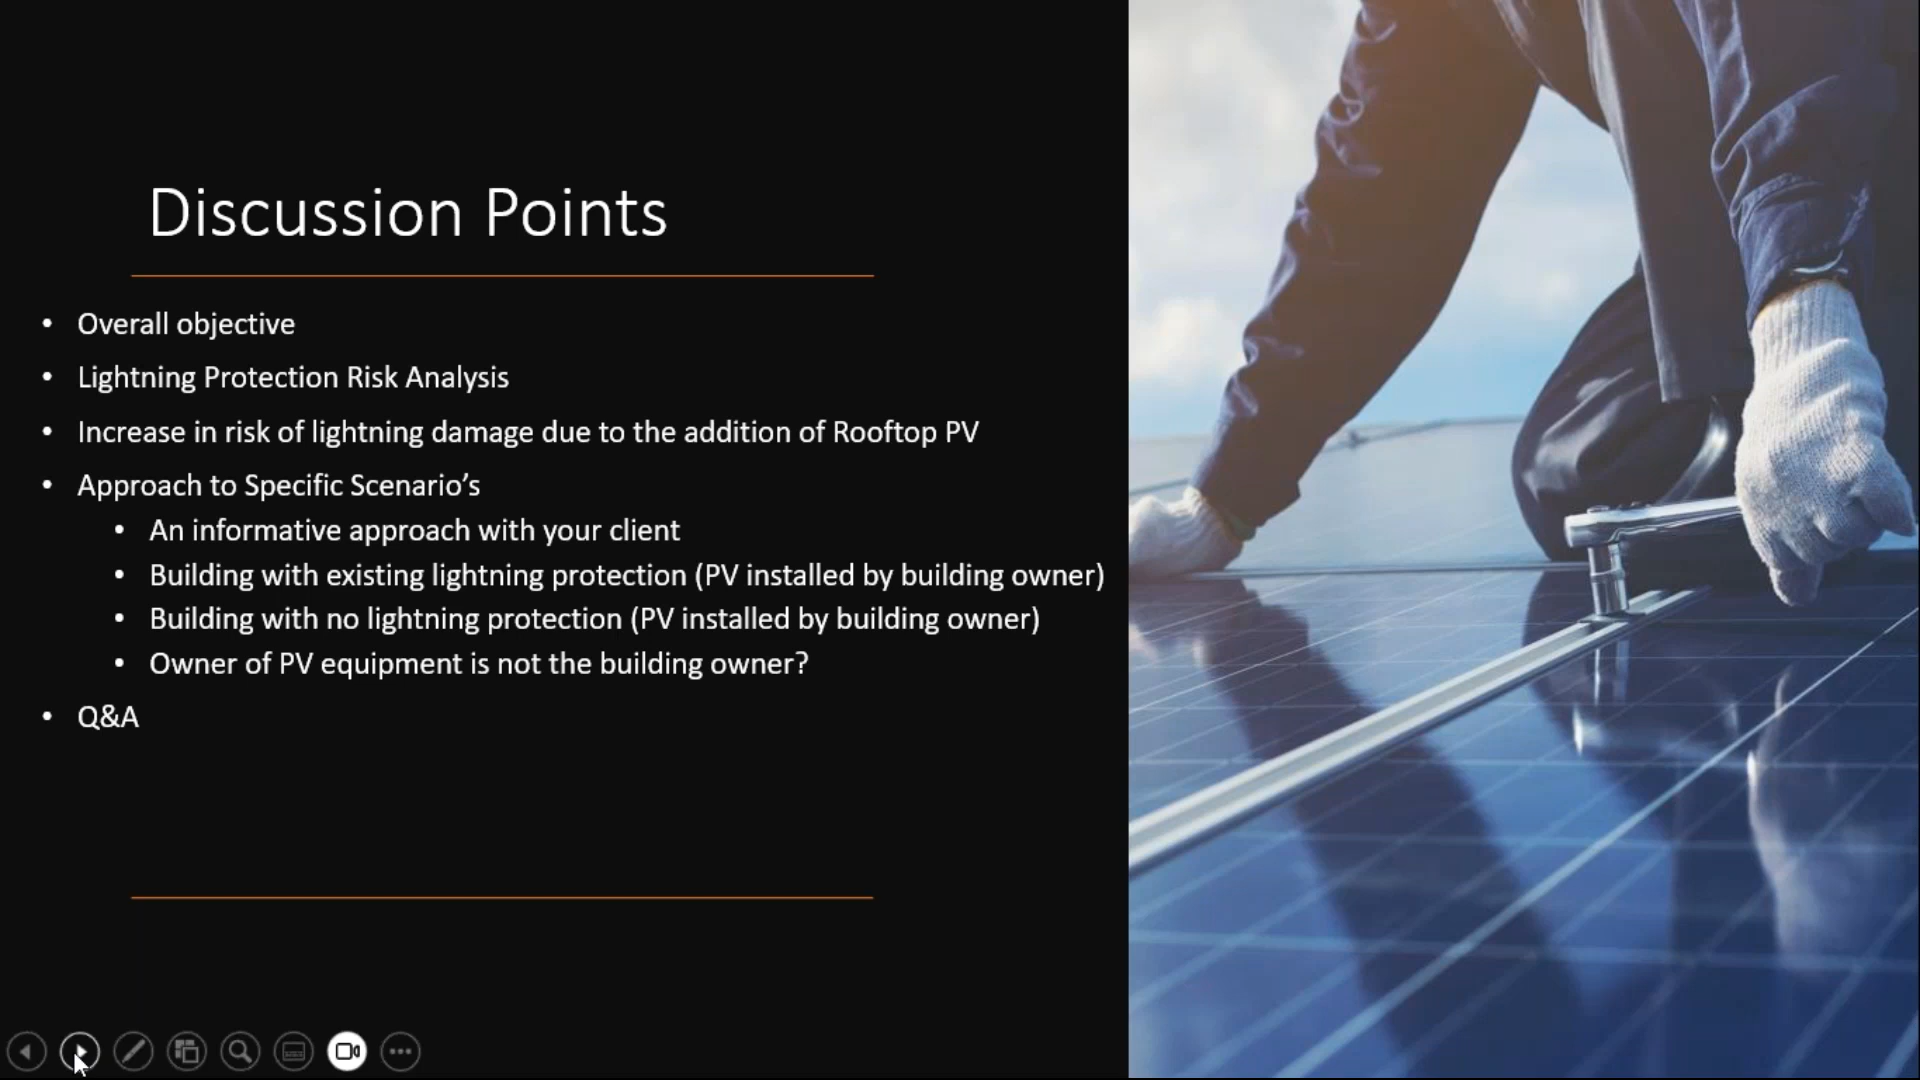 Discussion Points
• Overall objective
• Lightning Protection Risk Analysis
• Increase in risk of lightning damage due to the addition of Rooftop PV
• Approach to Specific Scenario’s
• An informative approach with your client
• Building with existing lightning protection (PV installed by building owner)
• Building with no lightning protection (PV installed by building owner)
• Owner of PV equipment is not the building owner?
• Q&A